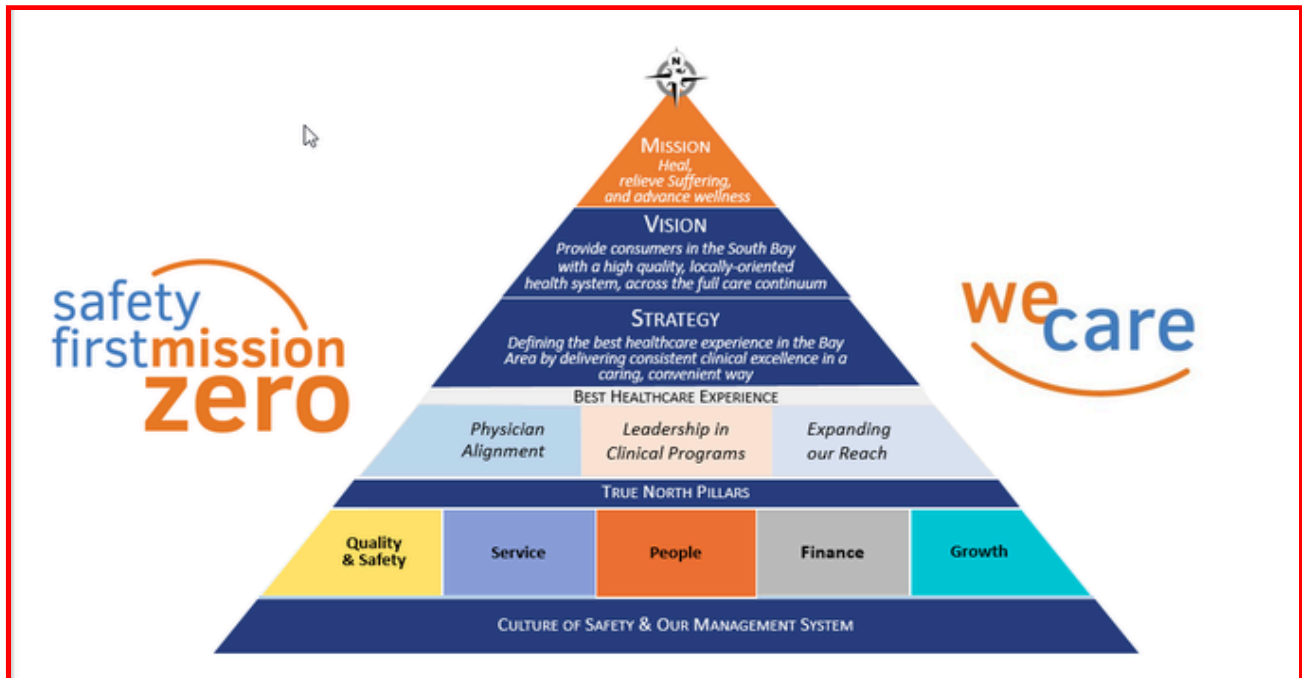 N
MISSION
Heal,
relieve Suffering,
and advance wellness
VISION
Provide consumers in the South Bay
with a high quality, locally-oriented
health system, across the full care continuum
safety
firstmission
zero
we
care
STRATEGY
Defining the best healthcare experience in the Bay
Area by delivering consistent clinical excellence in a
caring, convenient way
BEST HEALTHCARE EXPERIENCE
Physician
Alignment
Leadership in
Clinical Programs
Expanding
our Reach
TRUE NORTH PILLARS
Quality
& Safety
Service
People
Finance
Growth
CULTURE OF SAFETY & OUR MANAGEMENT SYSTEM